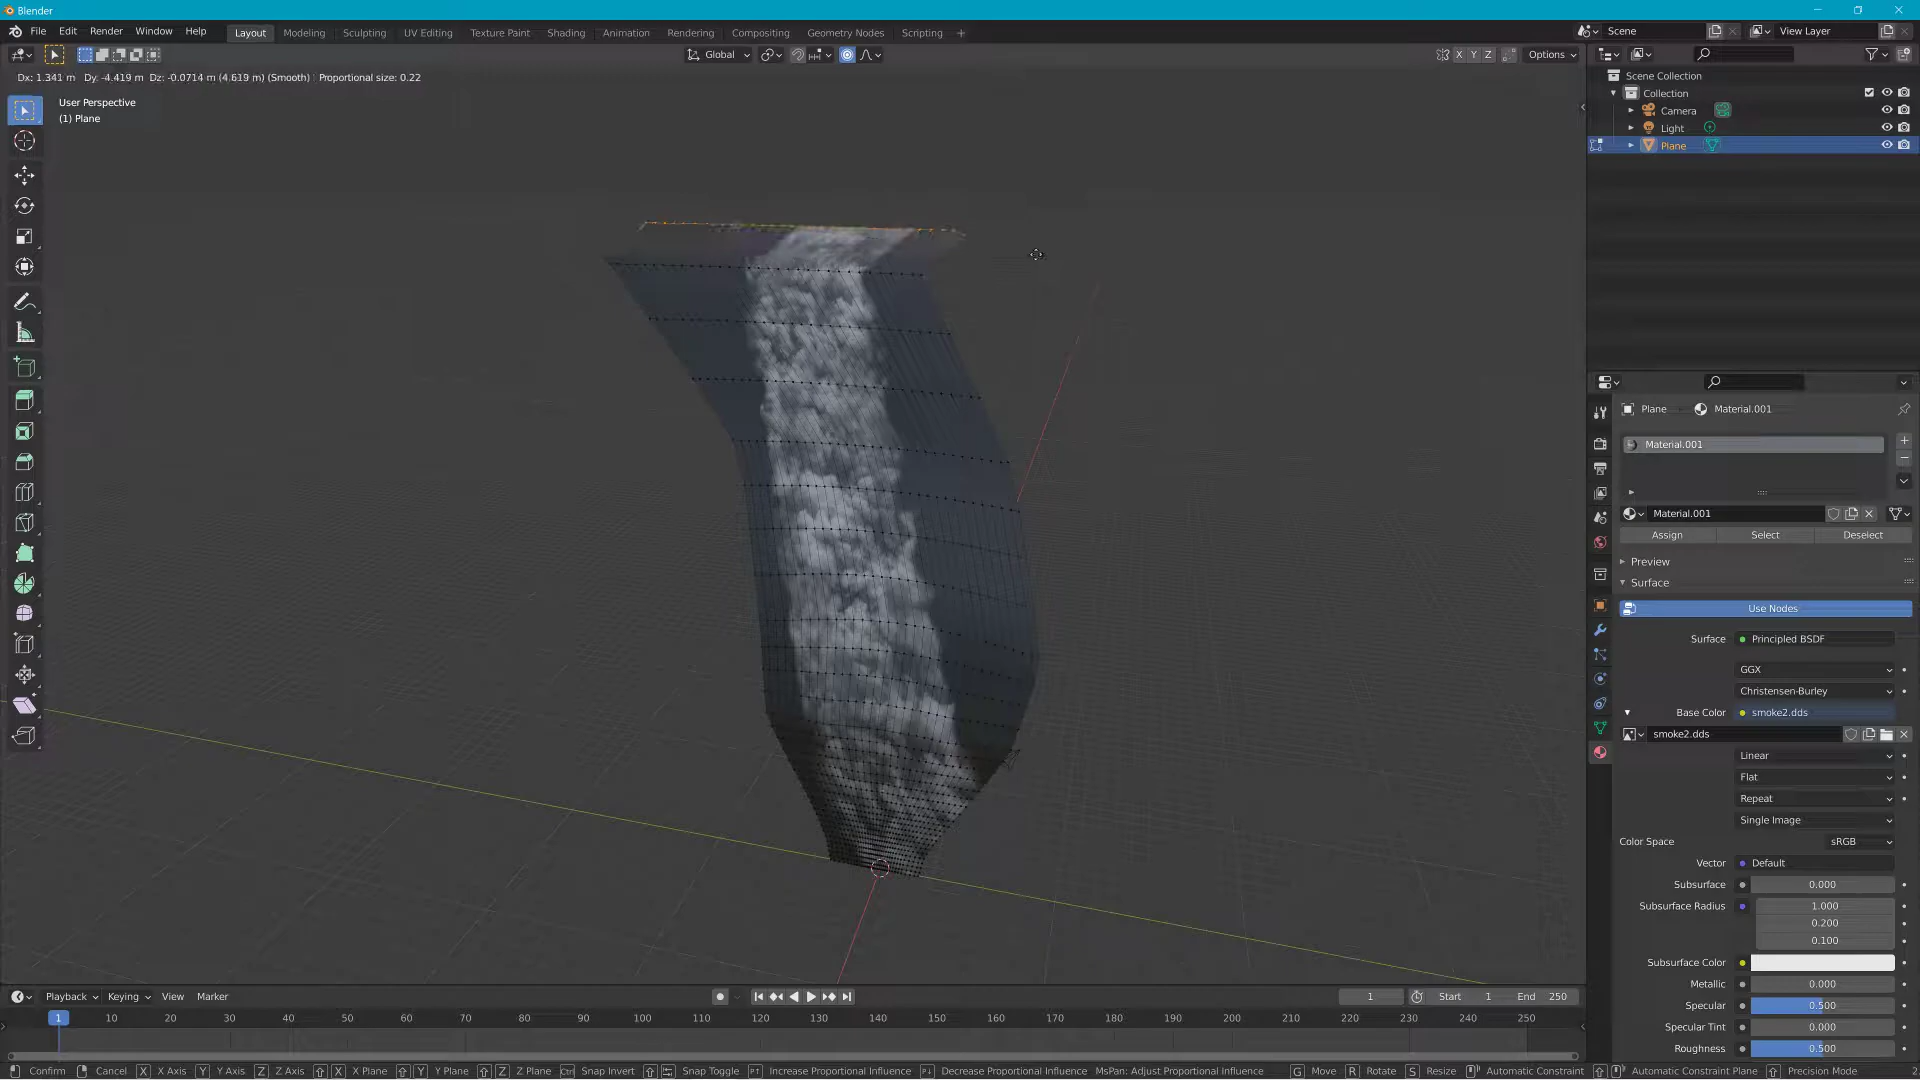 Blender
File Edit Render Window Help Layout Modeling Sculpting UV Editing Texture Paint Shading Animation Rendering Compositing Geometry Nodes Scripting + Scene View Layer
Global X Y Z Options
Dx: 1.341 m Dy: -4.419 m Dz: -0.0714 m (4.619 m) (Smooth) Proportional size: 0.22
User Perspective
(1) Plane
Scene Collection
Collection
Camera
Light
Plane
Plane Material.001
Material.001
Material.001
Assign Select Deselect
Preview
Surface
Use Nodes
Surface Principled BSDF
GGX
Christensen-Burley
Base Color smoke2.dds
smoke2.dds
Linear
Flat
Repeat
Single Image
Color Space sRGB
Vector Default
Subsurface 0.000
Subsurface Radius 1.000
0.200
0.100
Subsurface Color
Metallic 0.000
Specular 0.500
Specular Tint 0.000
Roughness 0.500
Playback Keying View Marker 1 Start 1 End 250
1 10 20 30 40 50 60 70 80 90 100 110 120 130 140 150 160 170 180 190 200 210 220 230 240 250
Confirm Cancel X X Axis Y Y Axis Z Z Axis X X Plane Y Y Plane Z Z Plane Ctrl Snap Invert Snap Toggle Increase Proportional Influence Decrease Proportional Influence MsPan: Adjust Proportional Influence G Move R Rotate S Resize Automatic Constraint Automatic Constraint Plane Precision Mode 2